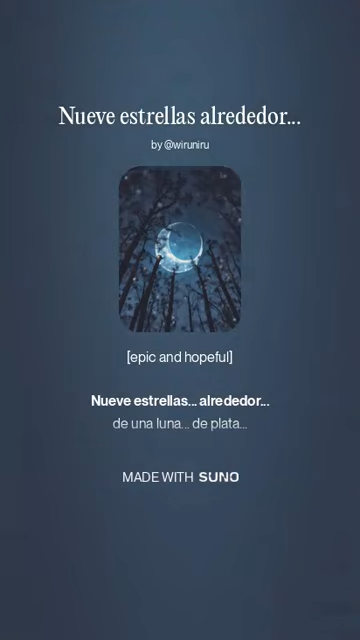 Nueve estrellas alrededor...
by @wiruniru
[epic and hopeful]
Nueve estrellas... alrededor...
de una luna... de plata...
MADE WITH SUNO